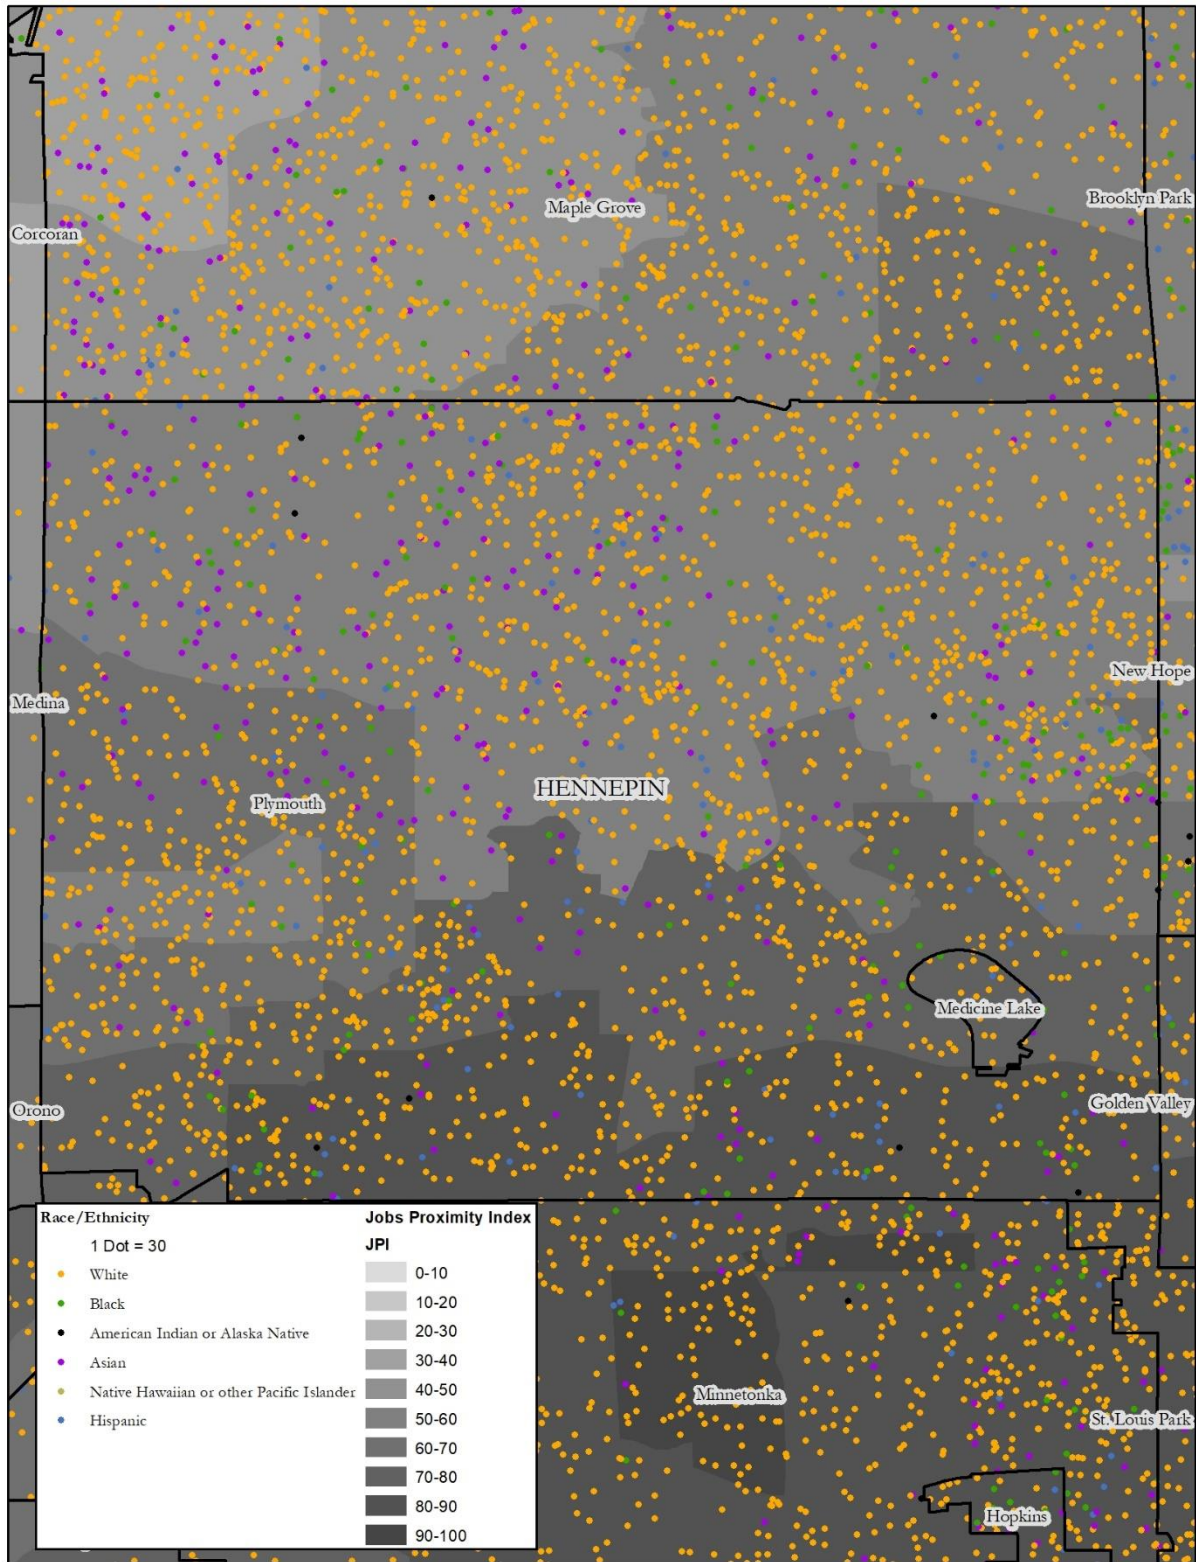 Maple Grove
Brooklyn Park
Corcoran
New Hope
Medina
HENNEPIN
Plymouth
Medicine Lake
Orono
Golden Valley
Race/Ethnicity
1 Dot = 30
White
Black
American Indian or Alaska Native
Asian
Native Hawaiian or other Pacific Islander
Hispanic
Jobs Proximity Index
JPI
0-10
10-20
20-30
30-40
40-50
50-60
60-70
70-80
80-90
90-100
Minnetonka
St. Louis Park
Hopkins